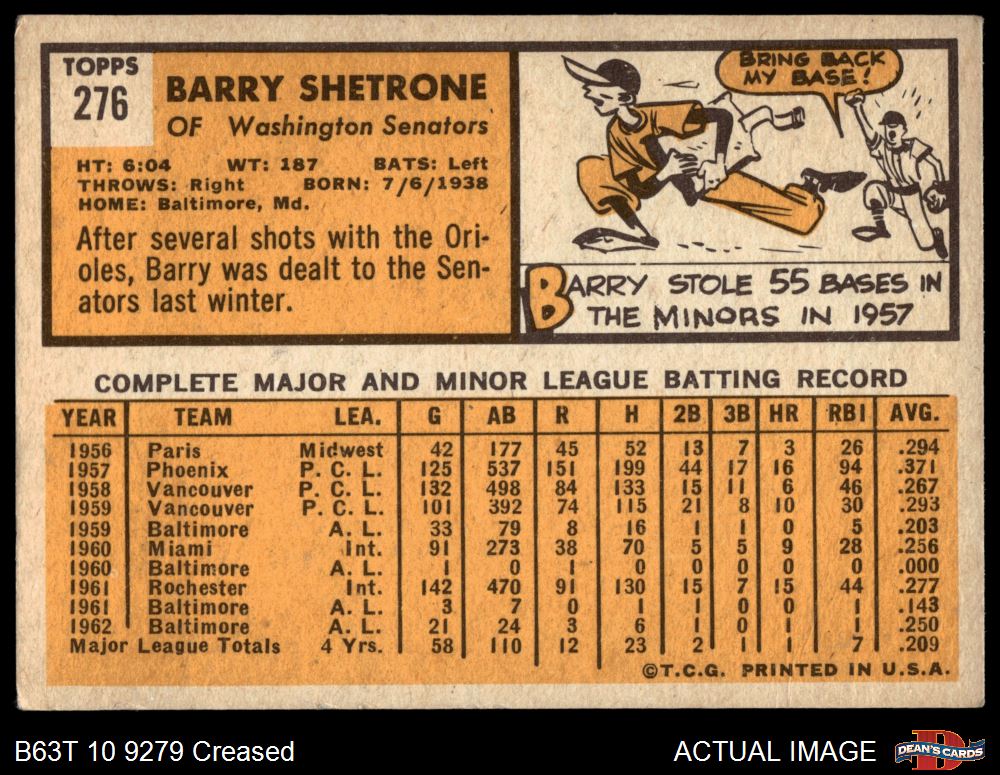 TOPPS
276
BARRY SHETRONE
OF Washington Senators
HT: 6:04 WT: 187 BATS: Left
THROWS: Right BORN: 7/6/1938
HOME: Baltimore, Md.
After several shots with the Ori-
oles, Barry was dealt to the Sen-
ators last winter.
BRING BACK
MY BASE!
BARRY STOLE 55 BASES IN
THE MINORS IN 1957
COMPLETE MAJOR AND MINOR LEAGUE BATTING RECORD
YEAR TEAM LEA. G AB R H 2B 3B HR RBI AVG.
1956 Paris Midwest 42 177 45 52 13 7 3 26 .294
1957 Phoenix P. C. L. 125 537 151 199 44 17 16 94 .371
1958 Vancouver P. C. L. 132 498 84 133 15 11 6 46 .267
1959 Vancouver P. C. L. 101 392 74 115 21 8 10 30 .293
1959 Baltimore A. L. 33 79 8 16 1 1 0 5 .203
1960 Miami Int. 91 273 38 70 5 5 9 28 .256
1960 Baltimore A. L. 1 0 1 0 0 0 0 0 .000
1961 Rochester Int. 142 470 91 130 15 7 15 44 .277
1961 Baltimore A. L. 3 7 0 1 1 0 0 1 .143
1962 Baltimore A. L. 21 24 3 6 1 0 1 1 .250
Major League Totals 4 Yrs. 58 110 12 23 2 1 1 7 .209
©T.C.G. PRINTED IN U.S.A.
B63T 10 9279 Creased
ACTUAL IMAGE
DEAN'S CARDS